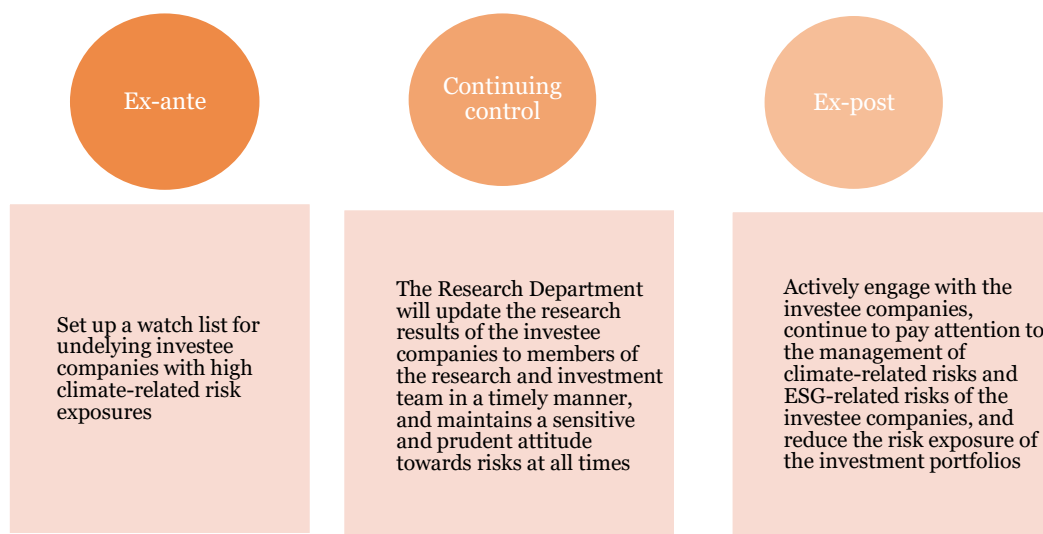 Ex-ante
Continuing
control
Ex-post
Set up a watch list for
undelying investee
companies with high
climate-related risk
exposures
The Research Department
will update the research
results of the investee
companies to members of
the research and investment
team in a timely manner,
and maintains a sensitive
and prudent attitude
towards risks at all times
Actively engage with the
investee companies,
continue to pay attention to
the management of
climate-related risks and
ESG-related risks of the
investee companies, and
reduce the risk exposure of
the investment portfolios